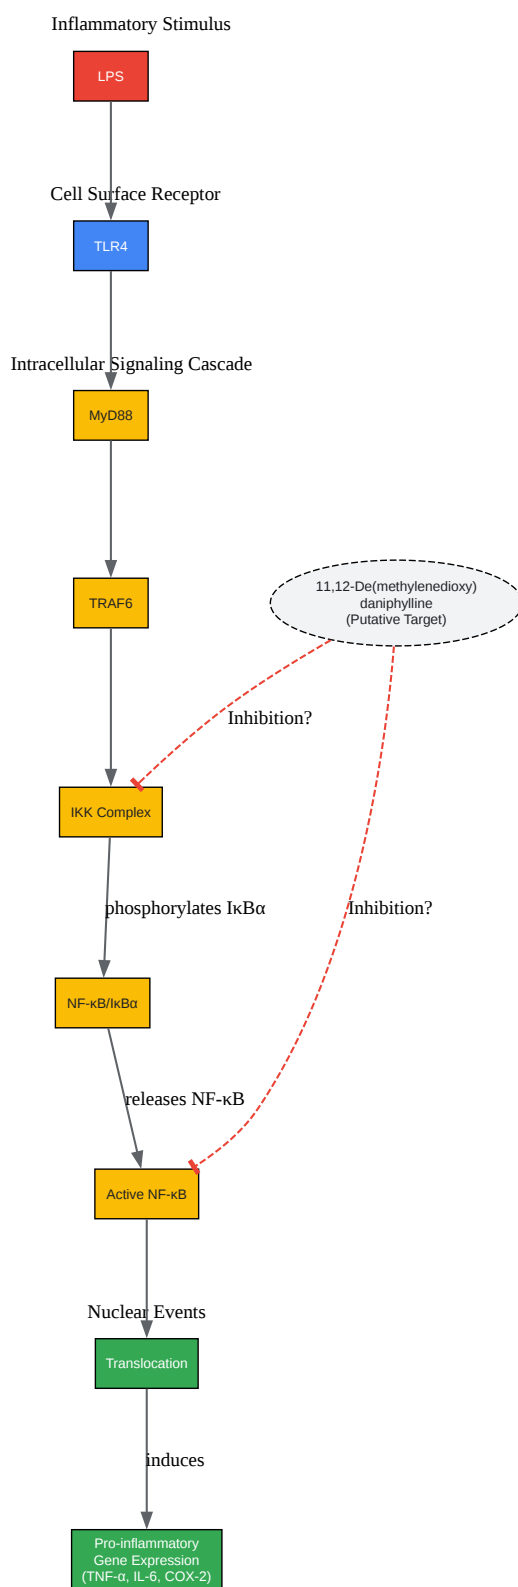 Inflammatory Stimulus
LPS
Cell Surface Receptor
TLR4
Intracellular Signaling Cascade
MyD88
TRAF6
11,12-De(methylenedioxy)
daniphylline
(Putative Target)
Inhibition?
IKK Complex
phosphorylates IκBα
Inhibition?
NF-κB/IκBα
releases NF-κB
Active NF-κB
Nuclear Events
Translocation
induces
Pro-inflammatory
Gene Expression
(TNF-α, IL-6, COX-2)